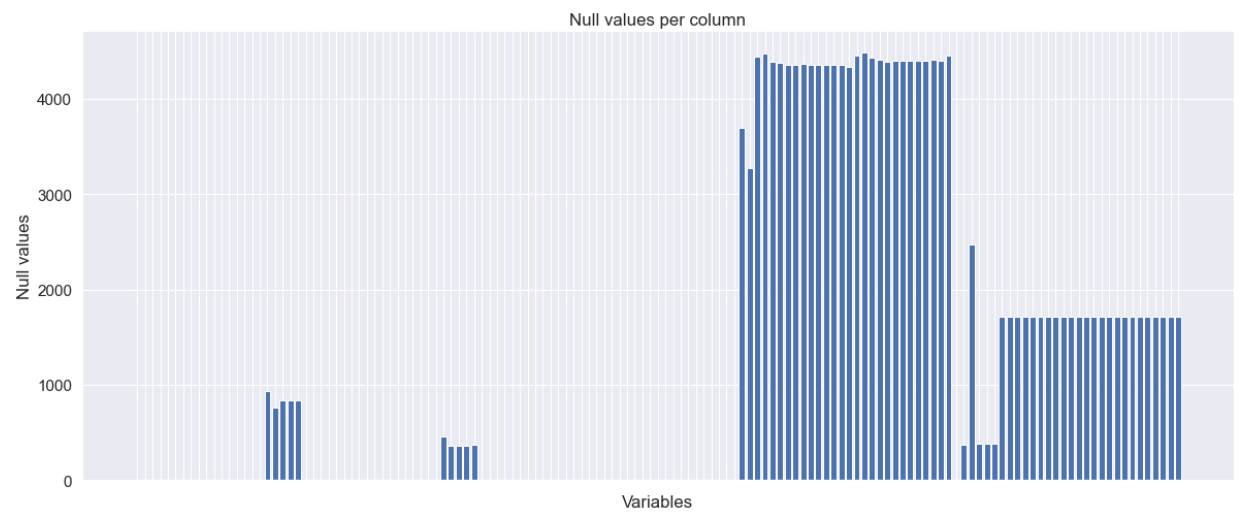 Null values per column
Null values
4000
3000
2000
1000
0
Variables